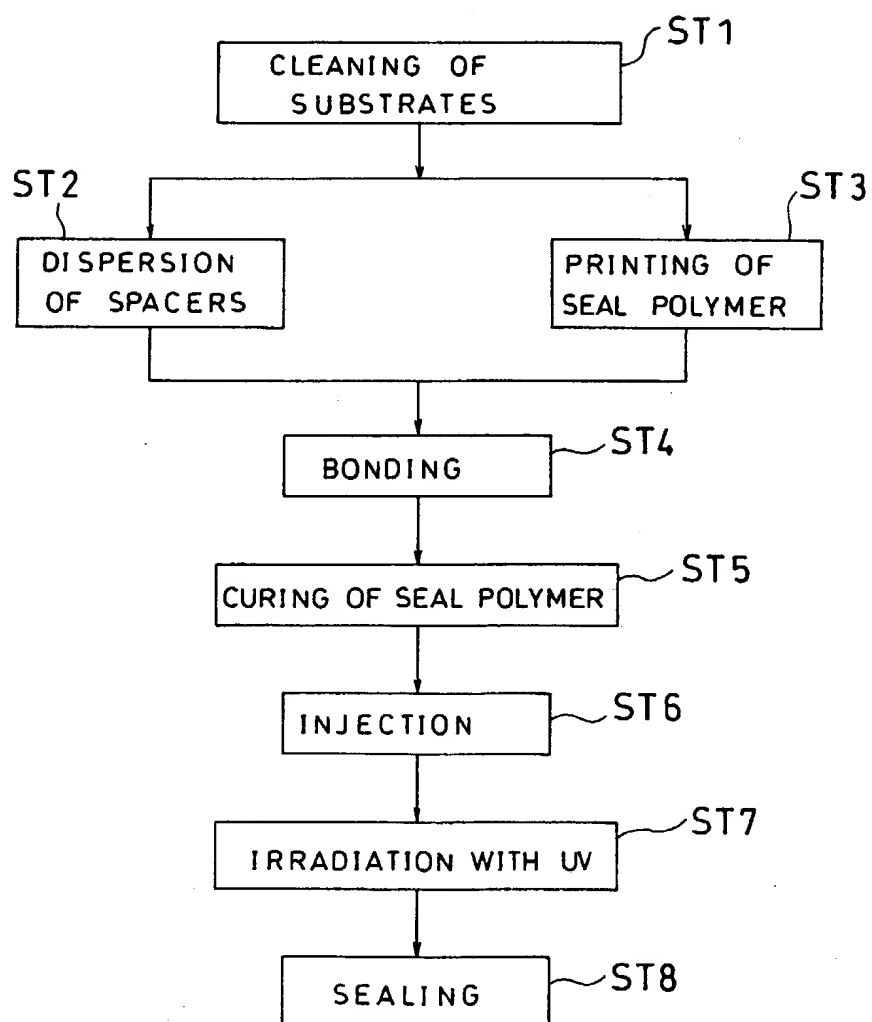 ST1
CLEANING OF
SUBSTRATES
ST2
DISPERSION
OF SPACERS
ST3
PRINTING OF
SEAL POLYMER
ST4
BONDING
ST5
CURING OF SEAL POLYMER
ST6
INJECTION
ST7
IRRADIATION WITH UV
ST8
SEALING